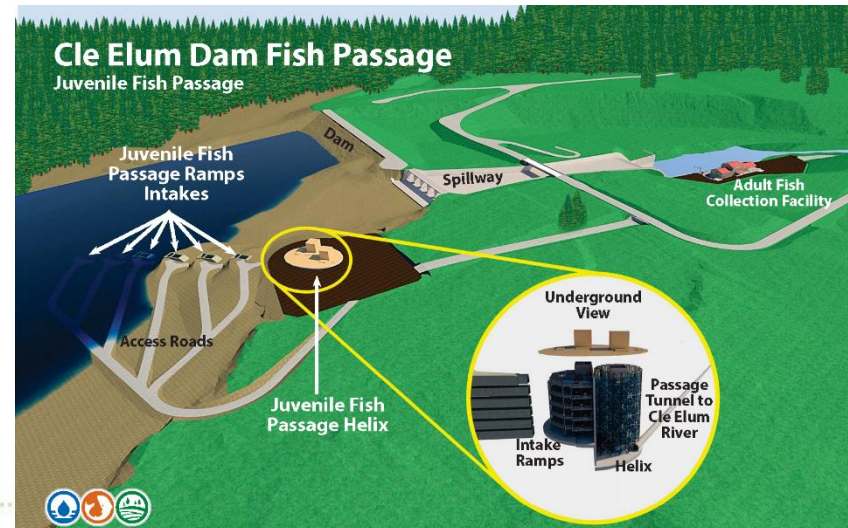 Cle Elum Dam Fish Passage
Juvenile Fish Passage
Juvenile Fish
Passage Ramps
Intakes
Dam
Spillway
Adult Fish
Collection Facility
Access Roads
Juvenile Fish
Passage Helix
Underground
View
Passage
Tunnel to
Cle Elum
River
Intake
Ramps
Helix